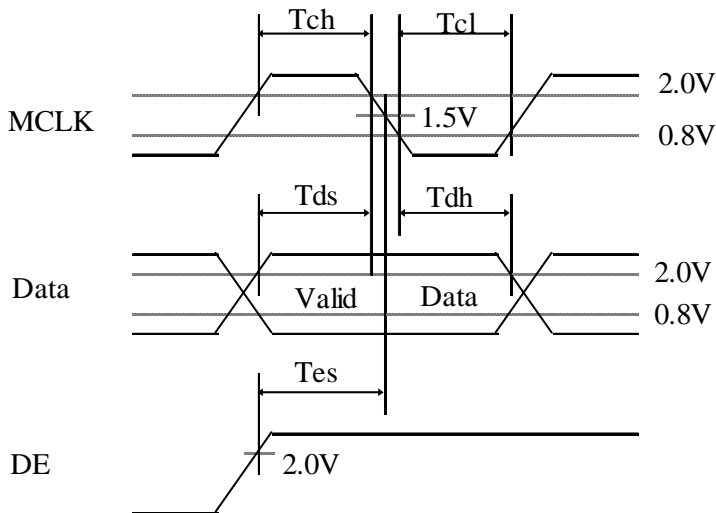 Tch Tcl
2.0V
MCLK 1.5V
0.8V
Tds Tdh
2.0V
Data Valid Data
0.8V
Tes
DE 2.0V